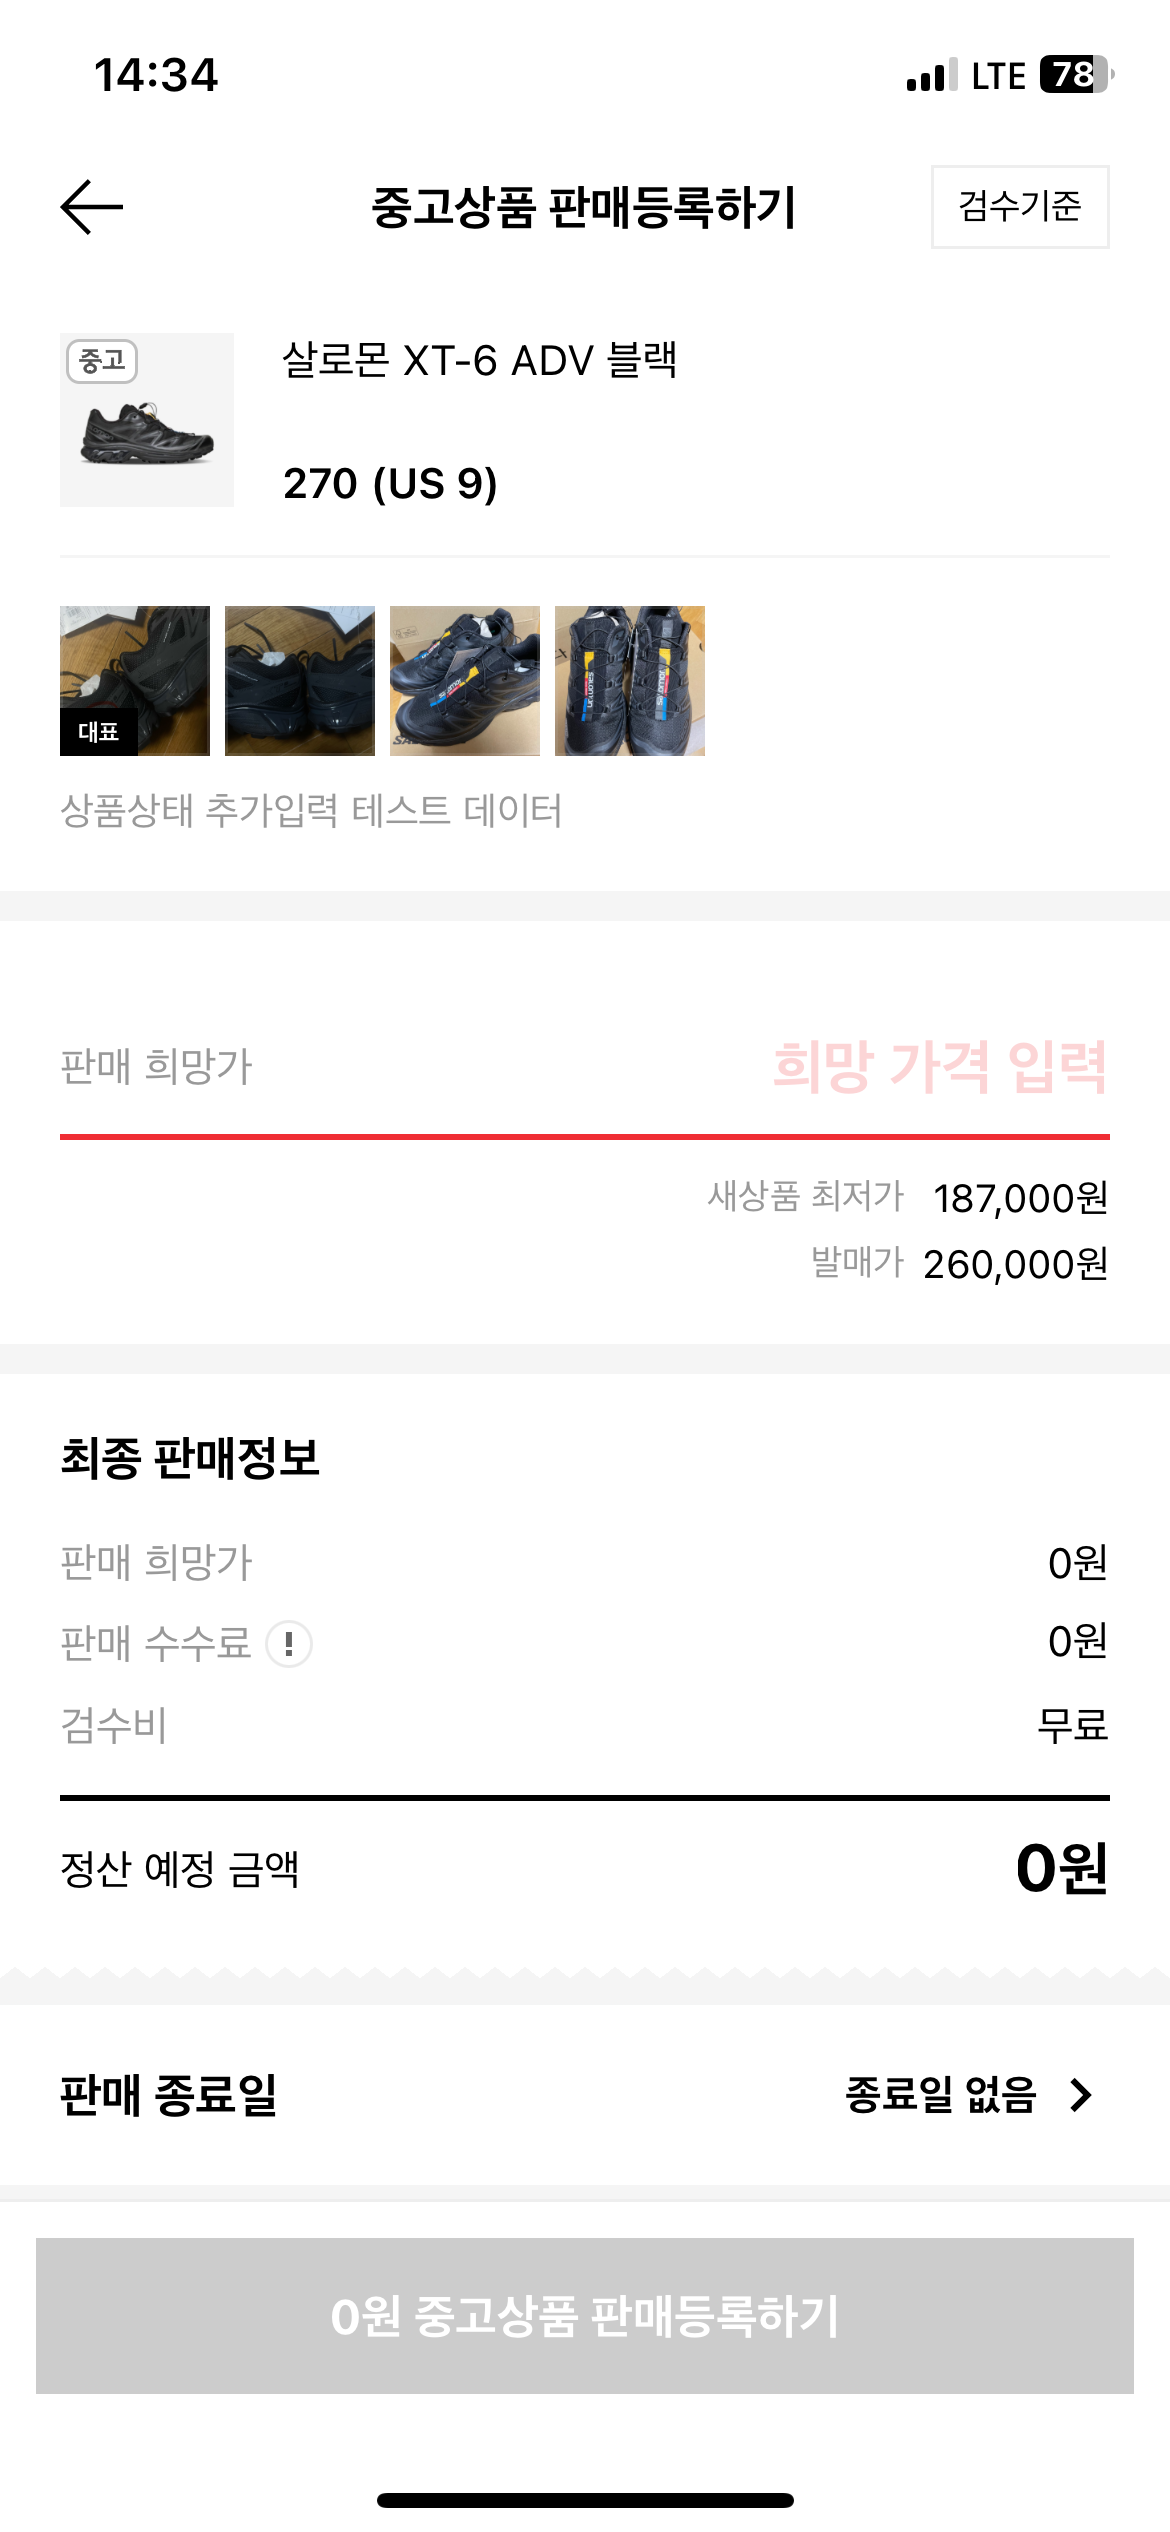 14:34
LTE 78
중고상품 판매등록하기
검수기준
중고
살로몬 XT-6 ADV 블랙
270 (US 9)
대표
상품상태 추가입력 테스트 데이터
판매 희망가
희망 가격 입력
새상품 최저가 187,000원
발매가 260,000원
최종 판매정보
판매 희망가 0원
판매 수수료 ! 0원
검수비 무료
정산 예정 금액 0원
판매 종료일 종료일 없음
0원 중고상품 판매등록하기